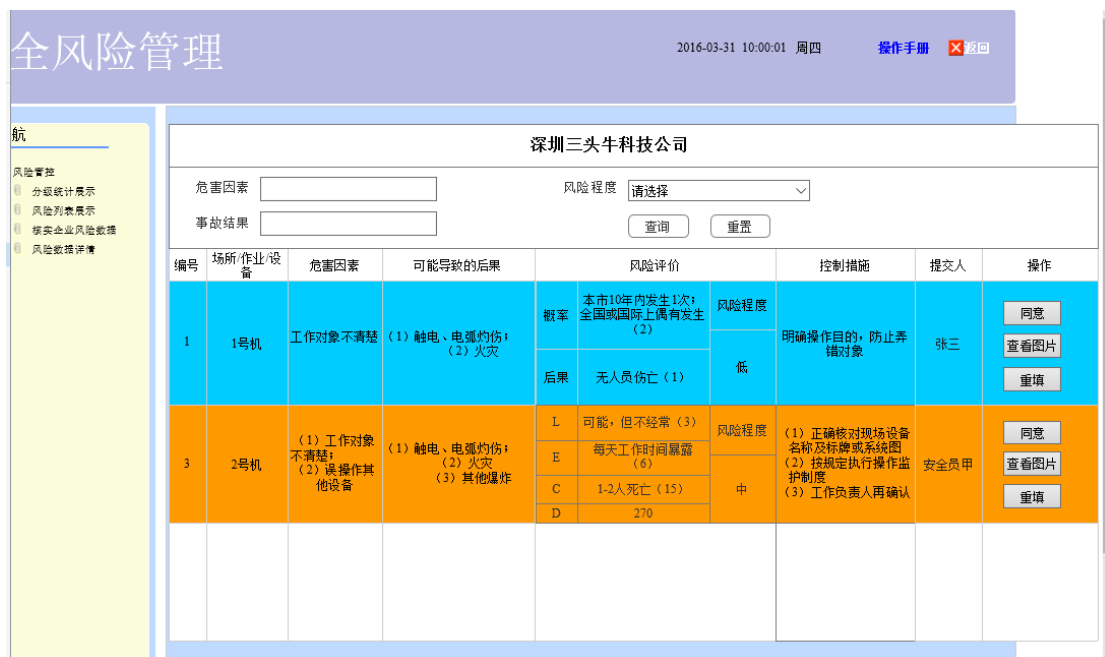 全风险管理
2016-03-31 10:00:01 周四 操作手册 返回
航
风险管控
分级统计展示
风险列表展示
核实企业风险数据
风险数据详情
深圳三头牛科技公司
危害因素 风险程度 请选择
事故结果 查询 重置
编号 场所/作业/设备 危害因素 可能导致的后果 风险评价 控制措施 提交人 操作
1
1号机
工作对象不清楚
（1）触电、电弧灼伤；
（2）火灾
概率
本市10年内发生1次；
全国或国际上偶有发生
（2）
风险程度
后果
无人员伤亡（1）
低
明确操作目的，防止弄
错对象
张三
同意
查看图片
重填
3
2号机
（1）工作对象
不清楚；
（2）误操作其
他设备
（1）触电、电弧灼伤；
（2）火灾
（3）其他爆炸
L 可能，但不经常（3）
风险程度
E 每天工作时间暴露
（6）
C 1-2人死亡（15）
中
D 270
（1）正确核对现场设备
名称及标牌或系统图
（2）按规定执行操作监
护制度
（3）工作负责人再确认
安全员甲
同意
查看图片
重填